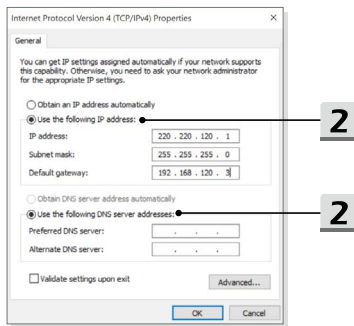 Internet Protocol Version 4 (TCP/IPv4) Properties
General
You can get IP settings assigned automatically if your network supports
this capability. Otherwise, you need to ask your network administrator
for the appropriate IP settings.
Obtain an IP address automatically
Use the following IP address:
2
IP address: 220 . 220 . 120 . 1
Subnet mask: 255 . 255 . 255 . 0
Default gateway: 192 . 168 . 120 . 3
Obtain DNS server address automatically
Use the following DNS server addresses:
2
Preferred DNS server: . . .
Alternate DNS server: . . .
Validate settings upon exit
Advanced...
OK Cancel